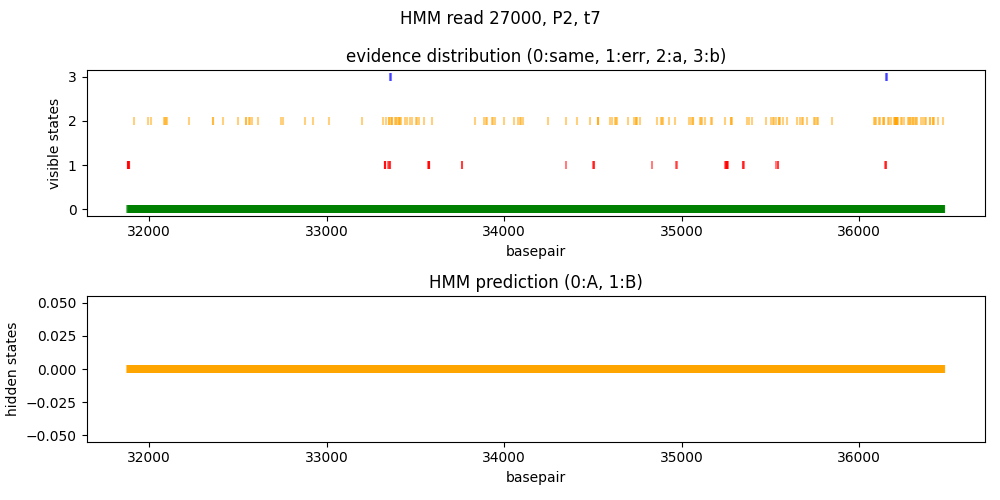 HMM read 27000, P2, t7
evidence distribution (0:same, 1:err, 2:a, 3:b)
visible states
3
2
1
0
32000 33000 34000 35000 36000
basepair
HMM prediction (0:A, 1:B)
hidden states
0.050
0.025
0.000
−0.025
−0.050
32000 33000 34000 35000 36000
basepair